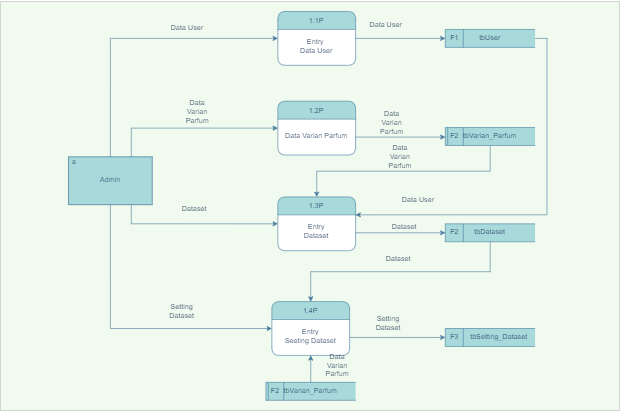 Data User
1.1P
Entry
Data User
Data User
F1 tbUser
Data
Varian
Parfum
1.2P
Data Varian Parfum
Data
Varian
Parfum
F2 tbVarian_Parfum
Data
Varian
Parfum
a
Admin
Dataset
1.3P
Entry
Dataset
Data User
Dataset
F2 tbDataset
Dataset
Setting
Dataset
1.4P
Entry
Seeting Dataset
Setting
Dataset
F3 tbSetting_Dataset
Data
Varian
Parfum
F2 tbVarian_Parfum